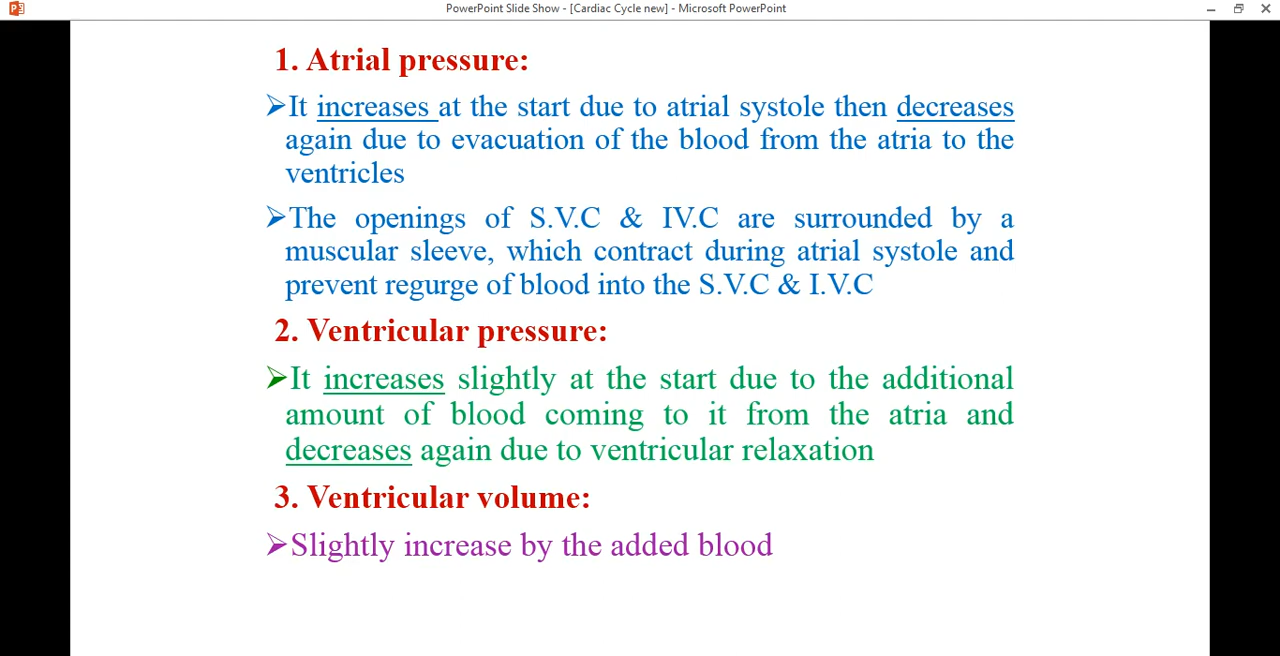 PowerPoint Slide Show - [Cardiac Cycle new] - Microsoft PowerPoint
1. Atrial pressure:
➢It increases at the start due to atrial systole then decreases
again due to evacuation of the blood from the atria to the
ventricles
➢The openings of S.V.C & IV.C are surrounded by a
muscular sleeve, which contract during atrial systole and
prevent regurge of blood into the S.V.C & I.V.C
2. Ventricular pressure:
➢It increases slightly at the start due to the additional
amount of blood coming to it from the atria and
decreases again due to ventricular relaxation
3. Ventricular volume:
➢Slightly increase by the added blood